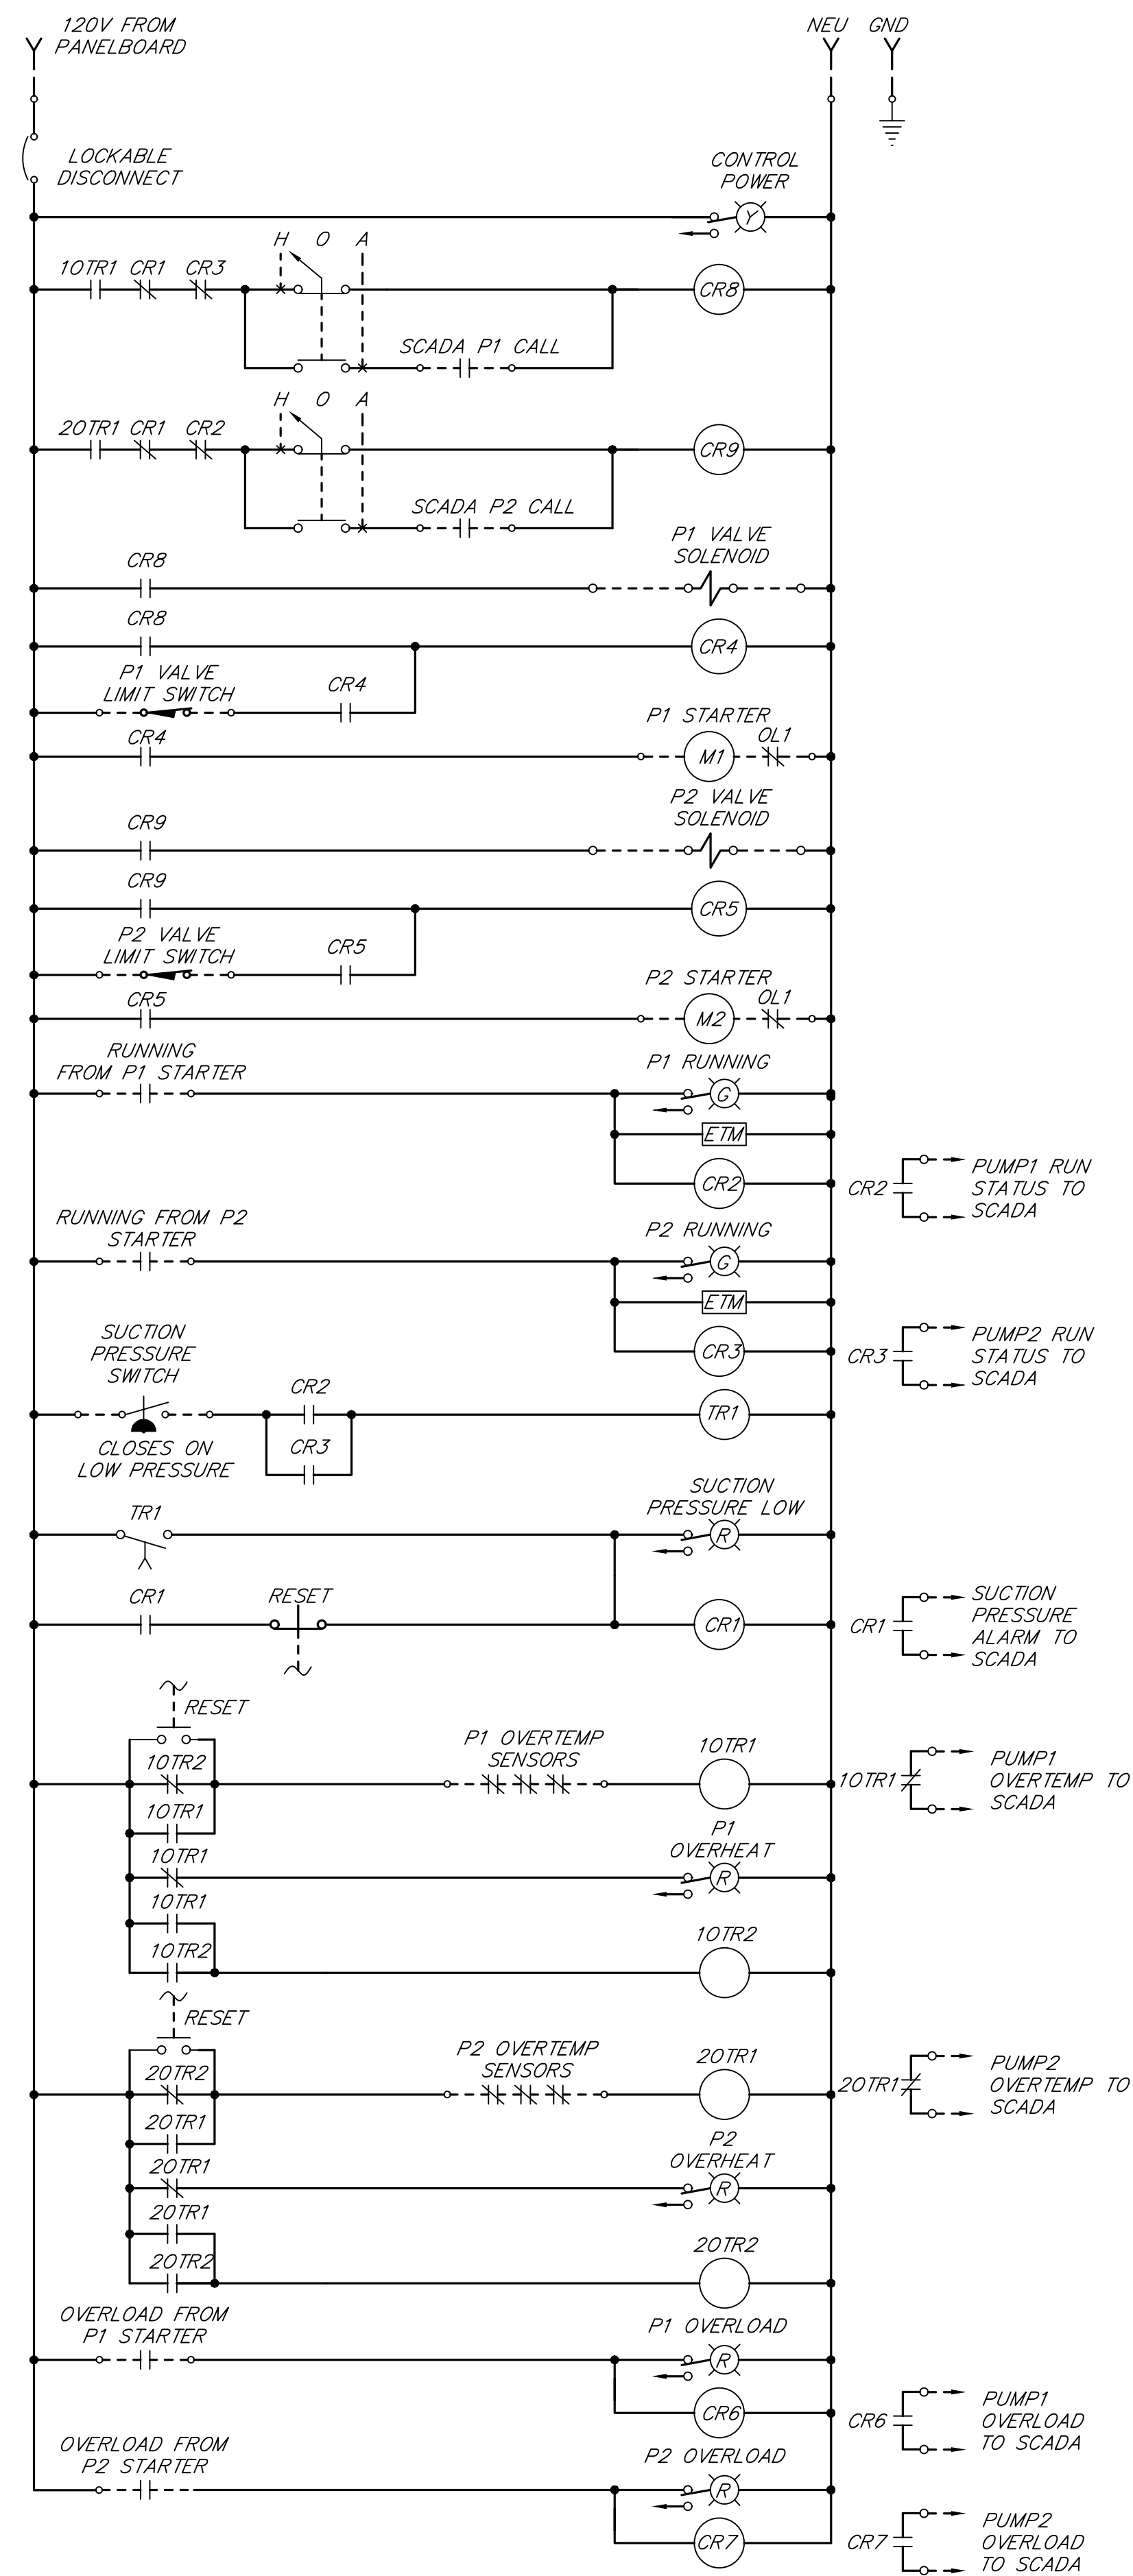 120V FROM
PANELBOARD
NEU GND
LOCKABLE
DISCONNECT
CONTROL
POWER
Y
H O A
1OTR1 CR1 CR3
CR8
SCADA P1 CALL
H O A
2OTR1 CR1 CR2
CR9
SCADA P2 CALL
P1 VALVE
SOLENOID
CR8
CR8
CR4
P1 VALVE
LIMIT SWITCH
CR4
P1 STARTER
CR4
M1
OL1
P2 VALVE
SOLENOID
CR9
CR9
CR5
P2 VALVE
LIMIT SWITCH
CR5
P2 STARTER
CR5
M2
OL1
RUNNING
FROM P1 STARTER
P1 RUNNING
G
ETM
CR2
CR2
PUMP1 RUN
STATUS TO
SCADA
RUNNING FROM P2
STARTER
P2 RUNNING
G
ETM
CR3
CR3
PUMP2 RUN
STATUS TO
SCADA
SUCTION
PRESSURE
SWITCH
CR2
TR1
CLOSES ON
LOW PRESSURE
CR3
SUCTION
PRESSURE LOW
TR1
R
CR1
RESET
CR1
CR1
SUCTION
PRESSURE
ALARM TO
SCADA
RESET
1OTR2
P1 OVERTEMP
SENSORS
1OTR1
1OTR1
PUMP1
OVERTEMP TO
SCADA
1OTR1
P1
OVERHEAT
1OTR1
R
1OTR1
1OTR2
1OTR2
RESET
2OTR2
P2 OVERTEMP
SENSORS
2OTR1
2OTR1
PUMP2
OVERTEMP TO
SCADA
2OTR1
P2
OVERHEAT
2OTR1
R
2OTR1
2OTR2
2OTR2
OVERLOAD FROM
P1 STARTER
P1 OVERLOAD
R
CR6
CR6
PUMP1
OVERLOAD
TO SCADA
OVERLOAD FROM
P2 STARTER
P2 OVERLOAD
R
CR7
CR7
PUMP2
OVERLOAD
TO SCADA